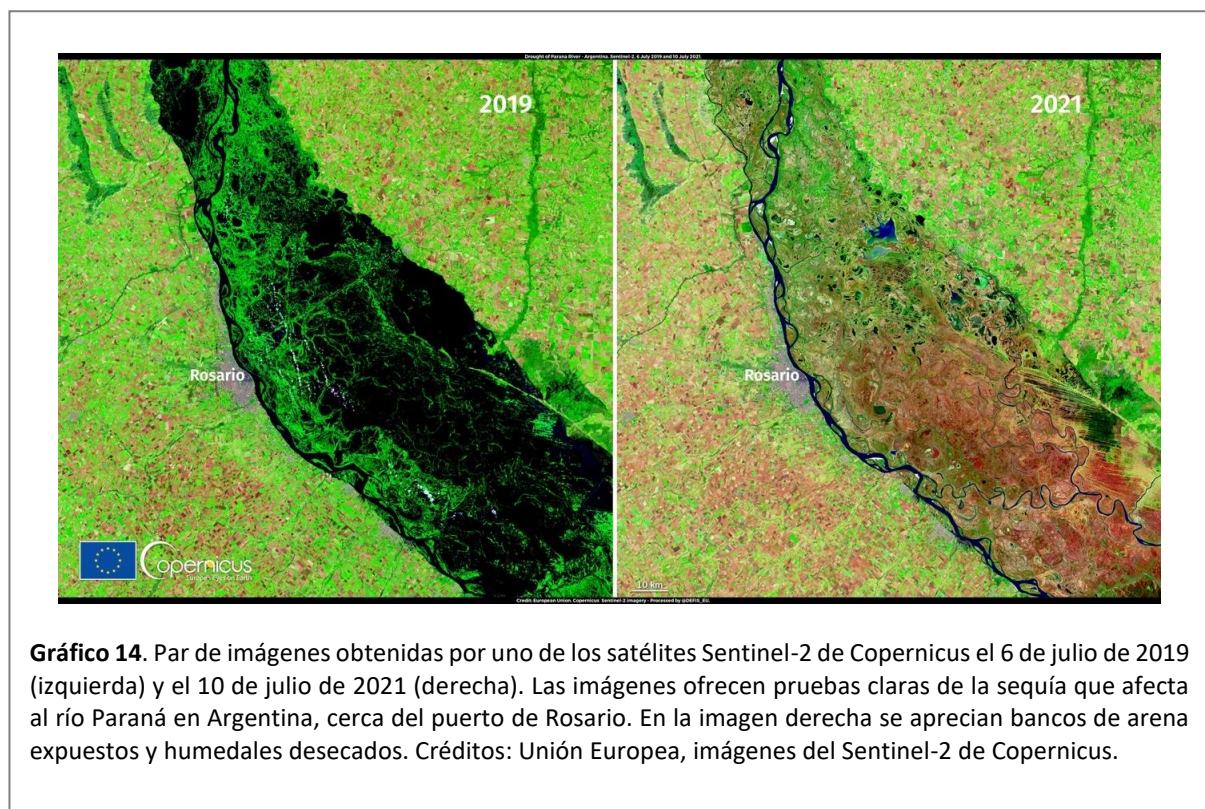 Drought of Parana River - Argentina. Sentinel-2, 6 July 2019 and 10 July 2021.
2019
2021
Rosario
Rosario
opernicus
Europe's Eyes on Earth
10 km
Credit: European Union, Copernicus Sentinel-2 imagery - Processed by @DEFIS_EU.
Gráfico 14. Par de imágenes obtenidas por uno de los satélites Sentinel-2 de Copernicus el 6 de julio de 2019
(izquierda) y el 10 de julio de 2021 (derecha). Las imágenes ofrecen pruebas claras de la sequía que afecta
al río Paraná en Argentina, cerca del puerto de Rosario. En la imagen derecha se aprecian bancos de arena
expuestos y humedales desecados. Créditos: Unión Europea, imágenes del Sentinel-2 de Copernicus.